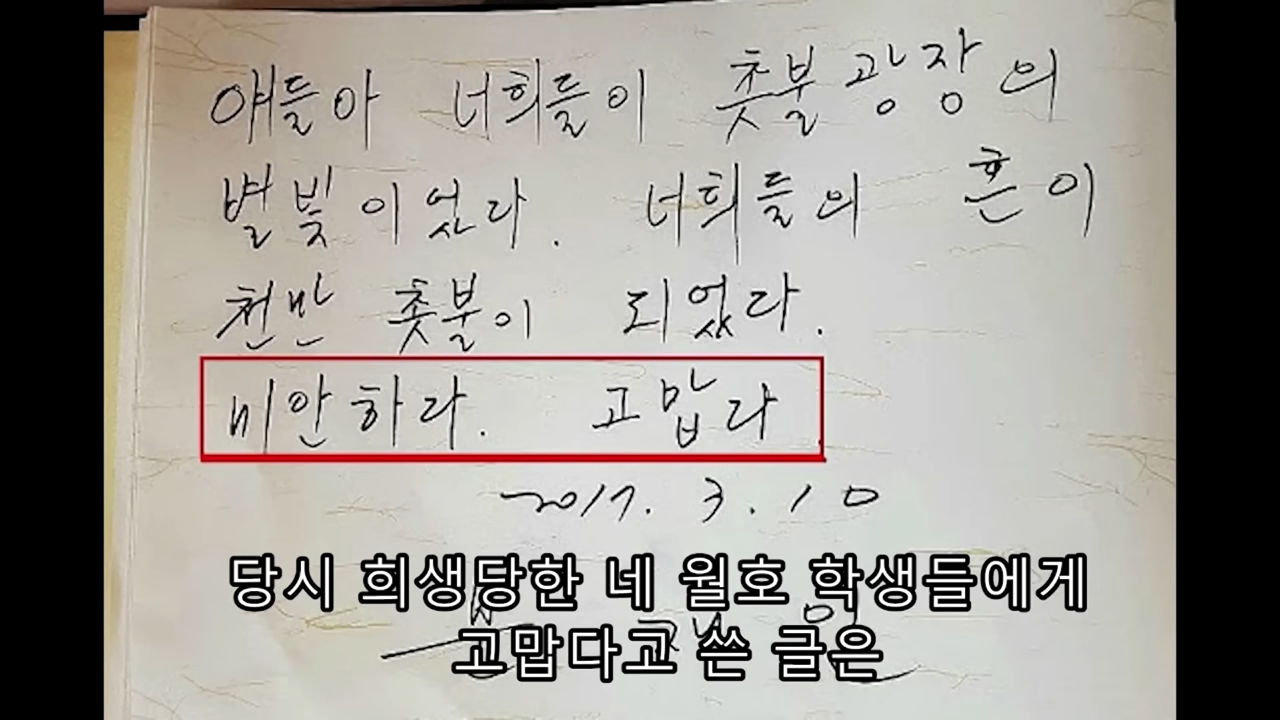 얘들아 너희들이 촛불광장의
별빛이었다. 너희들의 혼이
천만 촛불이 되었다.
미안하다. 고맙다
2017. 3. 10
당시 희생당한 네 월호 학생들에게
고맙다고 쓴 글은